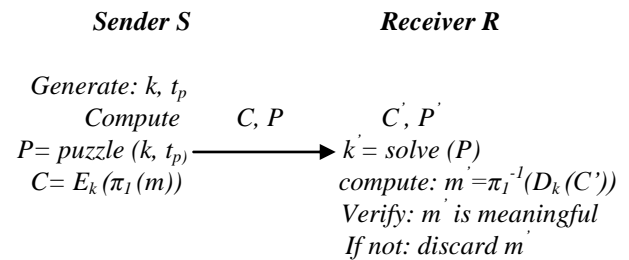 Sender S Receiver R
Generate: k, tₚ
Compute C, P C', P'
P= puzzle (k, tₚ) k'= solve (P)
C= Eₖ(π₁(m)) compute: m'=π₁⁻¹(Dₖ(C'))
Verify: m' is meaningful
If not: discard m'